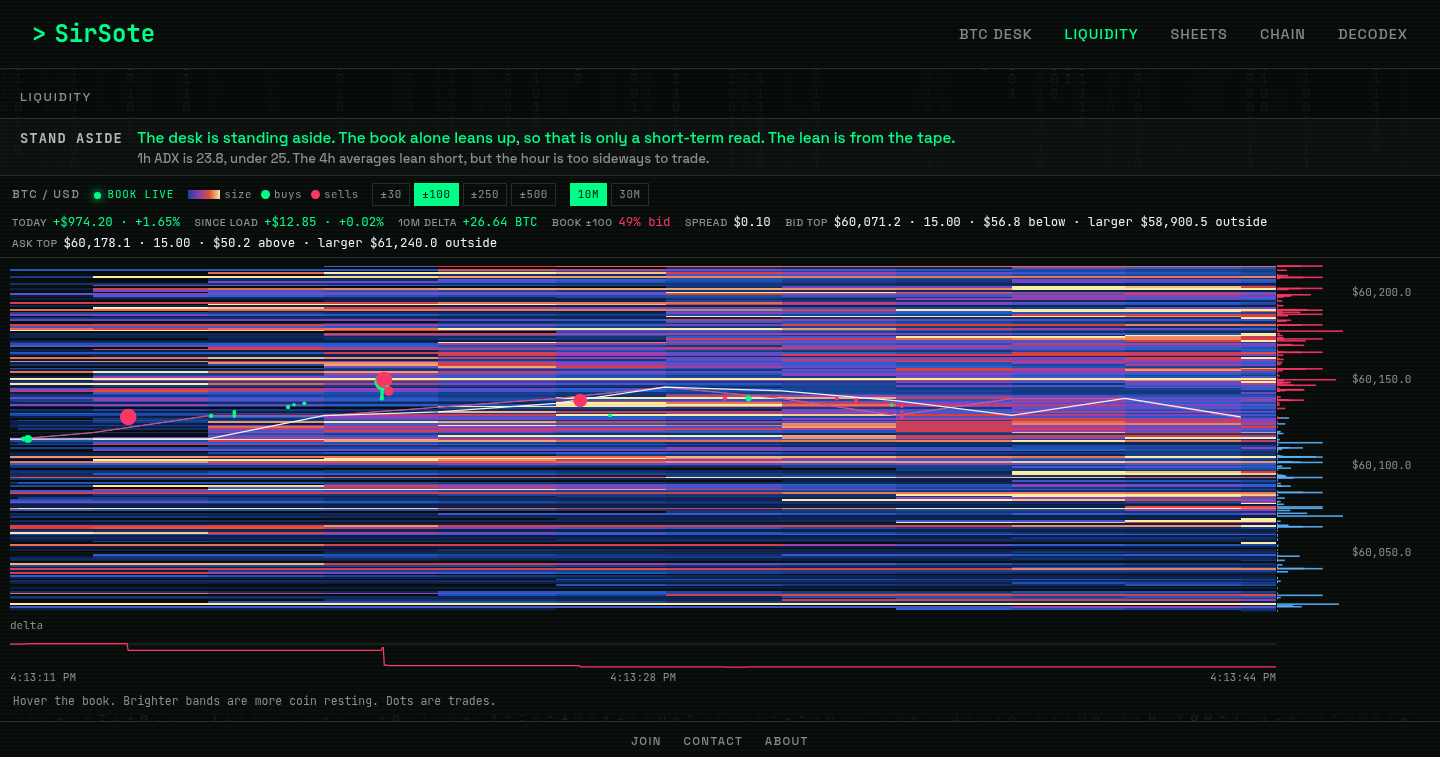 > SirSote
BTC DESK LIQUIDITY SHEETS CHAIN DECODEX
LIQUIDITY
STAND ASIDE The desk is standing aside. The book alone leans up, so that is only a short-term read. The lean is from the tape.
1h ADX is 23.8, under 25. The 4h averages lean short, but the hour is too sideways to trade.
BTC / USD BOOK LIVE size buys sells ±30 ±100 ±250 ±500 10M 30M
TODAY +$974.20 · +1.65% SINCE LOAD +$12.85 · +0.02% 10M DELTA +26.64 BTC BOOK ±100 49% bid SPREAD $0.10 BID TOP $60,071.2 · 15.00 · $56.8 below · larger $58,900.5 outside
ASK TOP $60,178.1 · 15.00 · $50.2 above · larger $61,240.0 outside
$60,200.0
$60,150.0
$60,100.0
$60,050.0
delta
4:13:11 PM 4:13:28 PM 4:13:44 PM
Hover the book. Brighter bands are more coin resting. Dots are trades.
JOIN CONTACT ABOUT